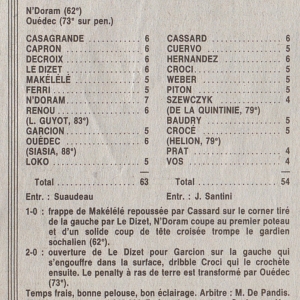 N'Doram (62°)
Ouédec (73° sur pen.)
CASAGRANDE 6 CASSARD 6
CAPRON 6 CUERVO 5
DECROIX 6 HERNANDEZ 6
LE DIZET 6 CROCI 5
MAKÉLÉLÉ 5 WEBER 5
FERRI 5 PITON 5
N'DORAM 7 SZEWCZYK 4
RENOU 6 (DE LA QUINTINIE, 79°)
(L. GUYOT, 83°) BAUDRY 5
GARCION 5 CROCÉ 5
OUÉDEC 6 (HELION, 79°)
(SIASIA, 88°) PRAT 4
LOKO 5 VOS 4
Total 63 Total 54
Entr. : Suaudeau Entr. : J. Santini
1-0 : frappe de Makélélé repoussée par Cassard sur le corner tiré
de la gauche par Le Dizet, N'Doram coupe au premier poteau
et d'un solide coup de tête croisée trompe le gardien
sochalien (62°).
2-0 : ouverture de Le Dizet pour Garcion sur la gauche qui
s'engouffre dans la surface, dribble Croci qui le crochète
ensuite. Le penalty à ras de terre est transformé par Ouédec
(73°).
Temps frais, bonne pelouse, bon éclairage. Arbitre : M. De Pandis.